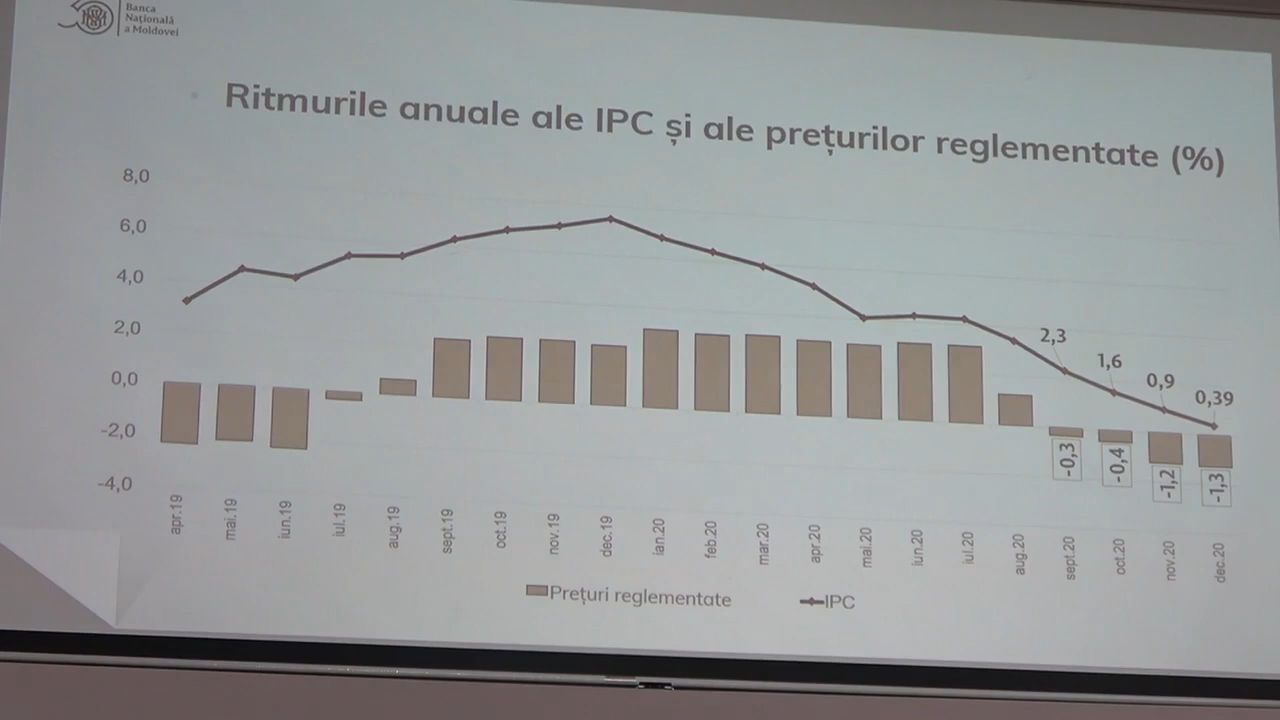 Banca
Națională
a Moldovei
Ritmurile anuale ale IPC și ale prețurilor reglementate (%)
8,0
6,0
4,0
2,0
0,0
-2,0
-4,0
2,3
1,6
0,9
0,39
-0,3
-0,4
-1,2
-1,3
apr.19
mai.19
iun.19
iul.19
aug.19
sept.19
oct.19
nov.19
dec.19
ian.20
feb.20
mar.20
apr.20
mai.20
iun.20
iul.20
aug.20
sept.20
oct.20
nov.20
dec.20
Prețuri reglementate
IPC